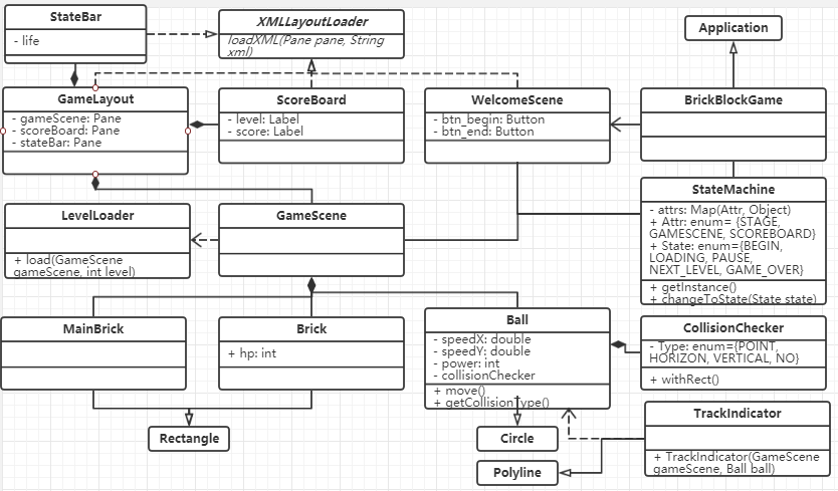 StateBar
- life
XMLLayoutLoader
loadXML(Pane pane, String
xml)
Application
GameLayout
- gameScene: Pane
- scoreBoard: Pane
- stateBar: Pane
ScoreBoard
- level: Label
- score: Label
WelcomeScene
- btn_begin: Button
- btn_end: Button
BrickBlockGame
LevelLoader
+ load(GameScene
gameScene, int level)
GameScene
StateMachine
- attrs: Map(Attr, Object)
+ Attr: enum= {STAGE,
GAMESCENE, SCOREBOARD}
+ State: enum={BEGIN,
LOADING, PAUSE,
NEXT_LEVEL, GAME_OVER}
+ getInstance()
+ changeToState(State state)
MainBrick
Brick
+ hp: int
Ball
- speedX: double
- speedY: double
- power: int
- collisionChecker
+ move()
+ getCollisionType()
CollisionChecker
- Type: enum={POINT,
HORIZON, VERTICAL, NO}
+ withRect()
Rectangle
Circle
Polyline
TrackIndicator
+ TrackIndicator(GameScene
gameScene, Ball ball)